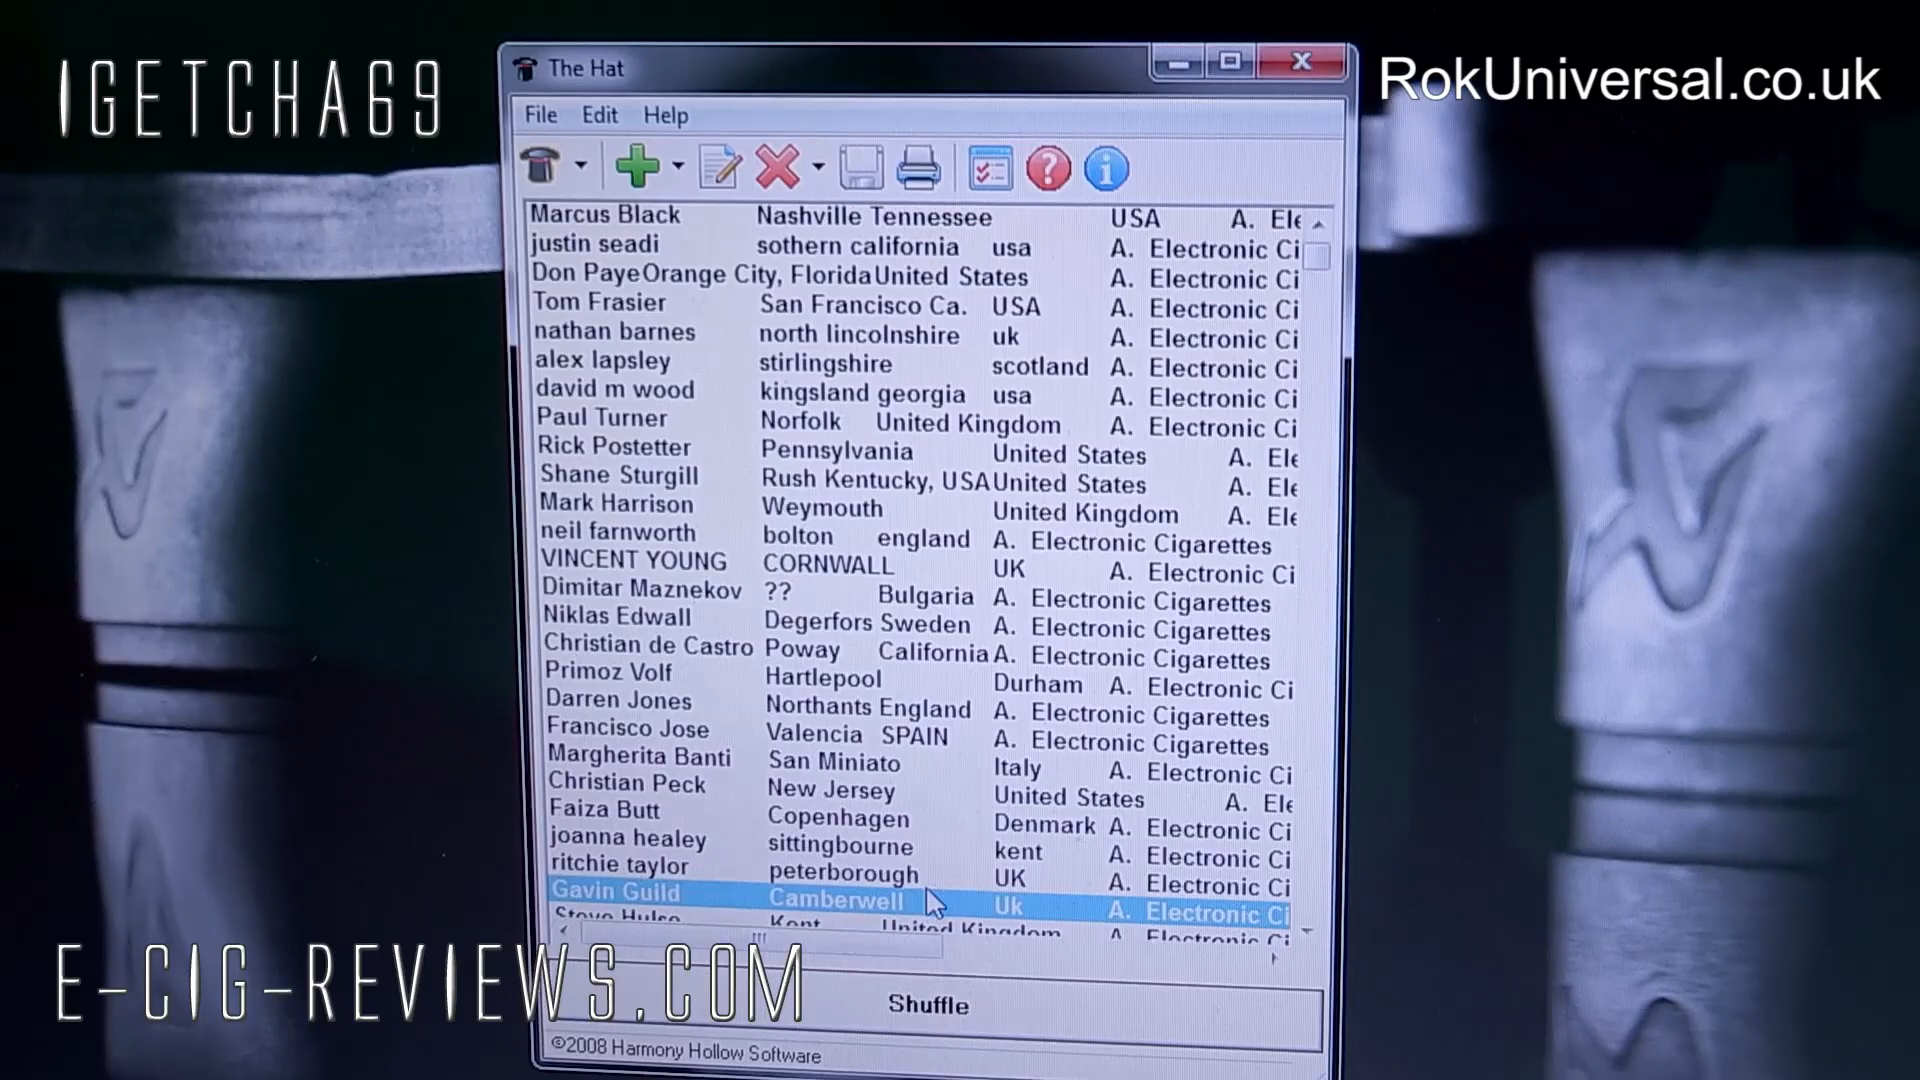 IGETCHA69
RokUniversal.co.uk
The Hat
File Edit Help
Marcus Black Nashville Tennessee USA A. Ele
justin seadi sothern california usa A. Electronic Ci
Don PayeOrange City, FloridaUnited States A. Electronic Ci
Tom Frasier San Francisco Ca. USA A. Electronic Ci
nathan barnes north lincolnshire uk A. Electronic Ci
alex lapsley stirlingshire scotland A. Electronic Ci
david m wood kingsland georgia usa A. Electronic Ci
Paul Turner Norfolk United Kingdom A. Electronic Ci
Rick Postetter Pennsylvania United States A. Ele
Shane Sturgill Rush Kentucky, USA United States A. Ele
Mark Harrison Weymouth United Kingdom A. Ele
neil farnworth bolton england A. Electronic Cigarettes
VINCENT YOUNG CORNWALL UK A. Electronic Ci
Dimitar Maznekov ?? Bulgaria A. Electronic Cigarettes
Niklas Edwall Degerfors Sweden A. Electronic Cigarettes
Christian de Castro Poway California A. Electronic Cigarettes
Primoz Volf Hartlepool Durham A. Electronic Ci
Darren Jones Northants England A. Electronic Cigarettes
Francisco Jose Valencia SPAIN A. Electronic Cigarettes
Margherita Banti San Miniato Italy A. Electronic Ci
Christian Peck New Jersey United States A. Ele
Faiza Butt Copenhagen Denmark A. Electronic Ci
joanna healey sittingbourne kent A. Electronic Ci
ritchie taylor peterborough UK A. Electronic Ci
Gavin Guild Camberwell Uk A. Electronic Ci
Steve Hulse Kent United Kingdom A. Electronic Ci
E-CIG-REVIEWS.COM
Shuffle
©2008 Harmony Hollow Software